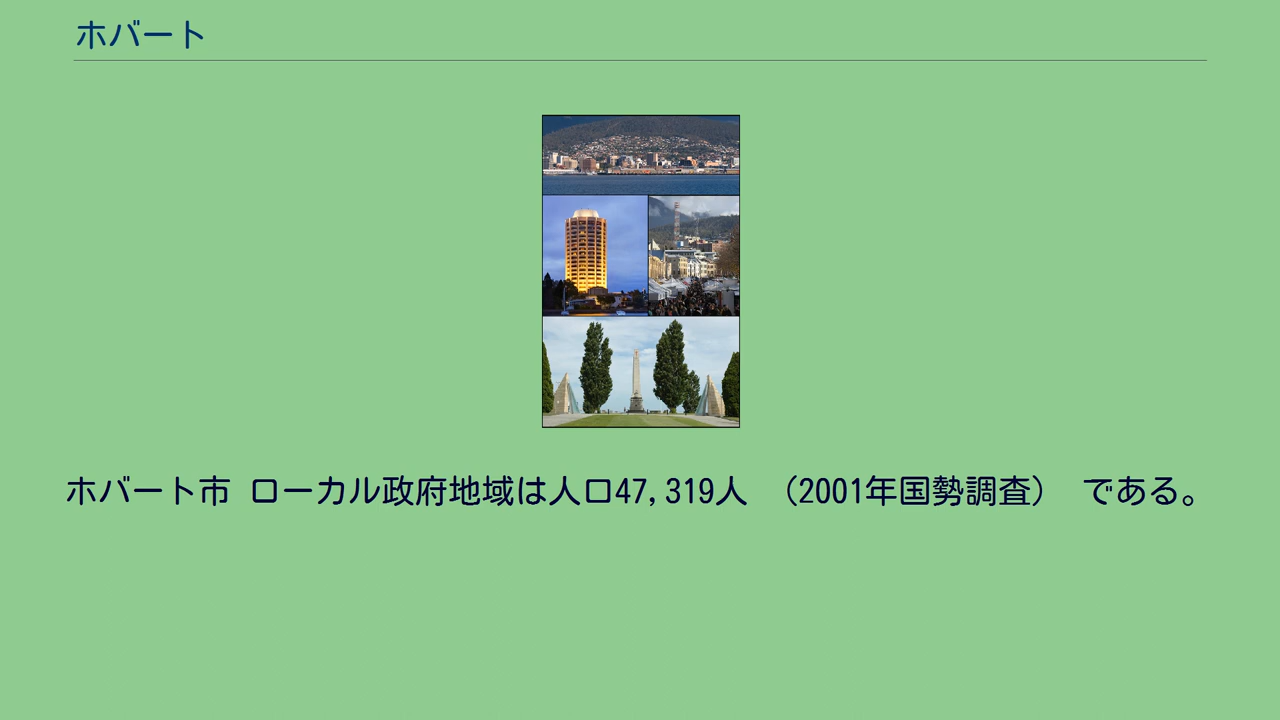 ホバート
ホバート市 ローカル政府地域は人口47,319人 （2001年国勢調査） である。